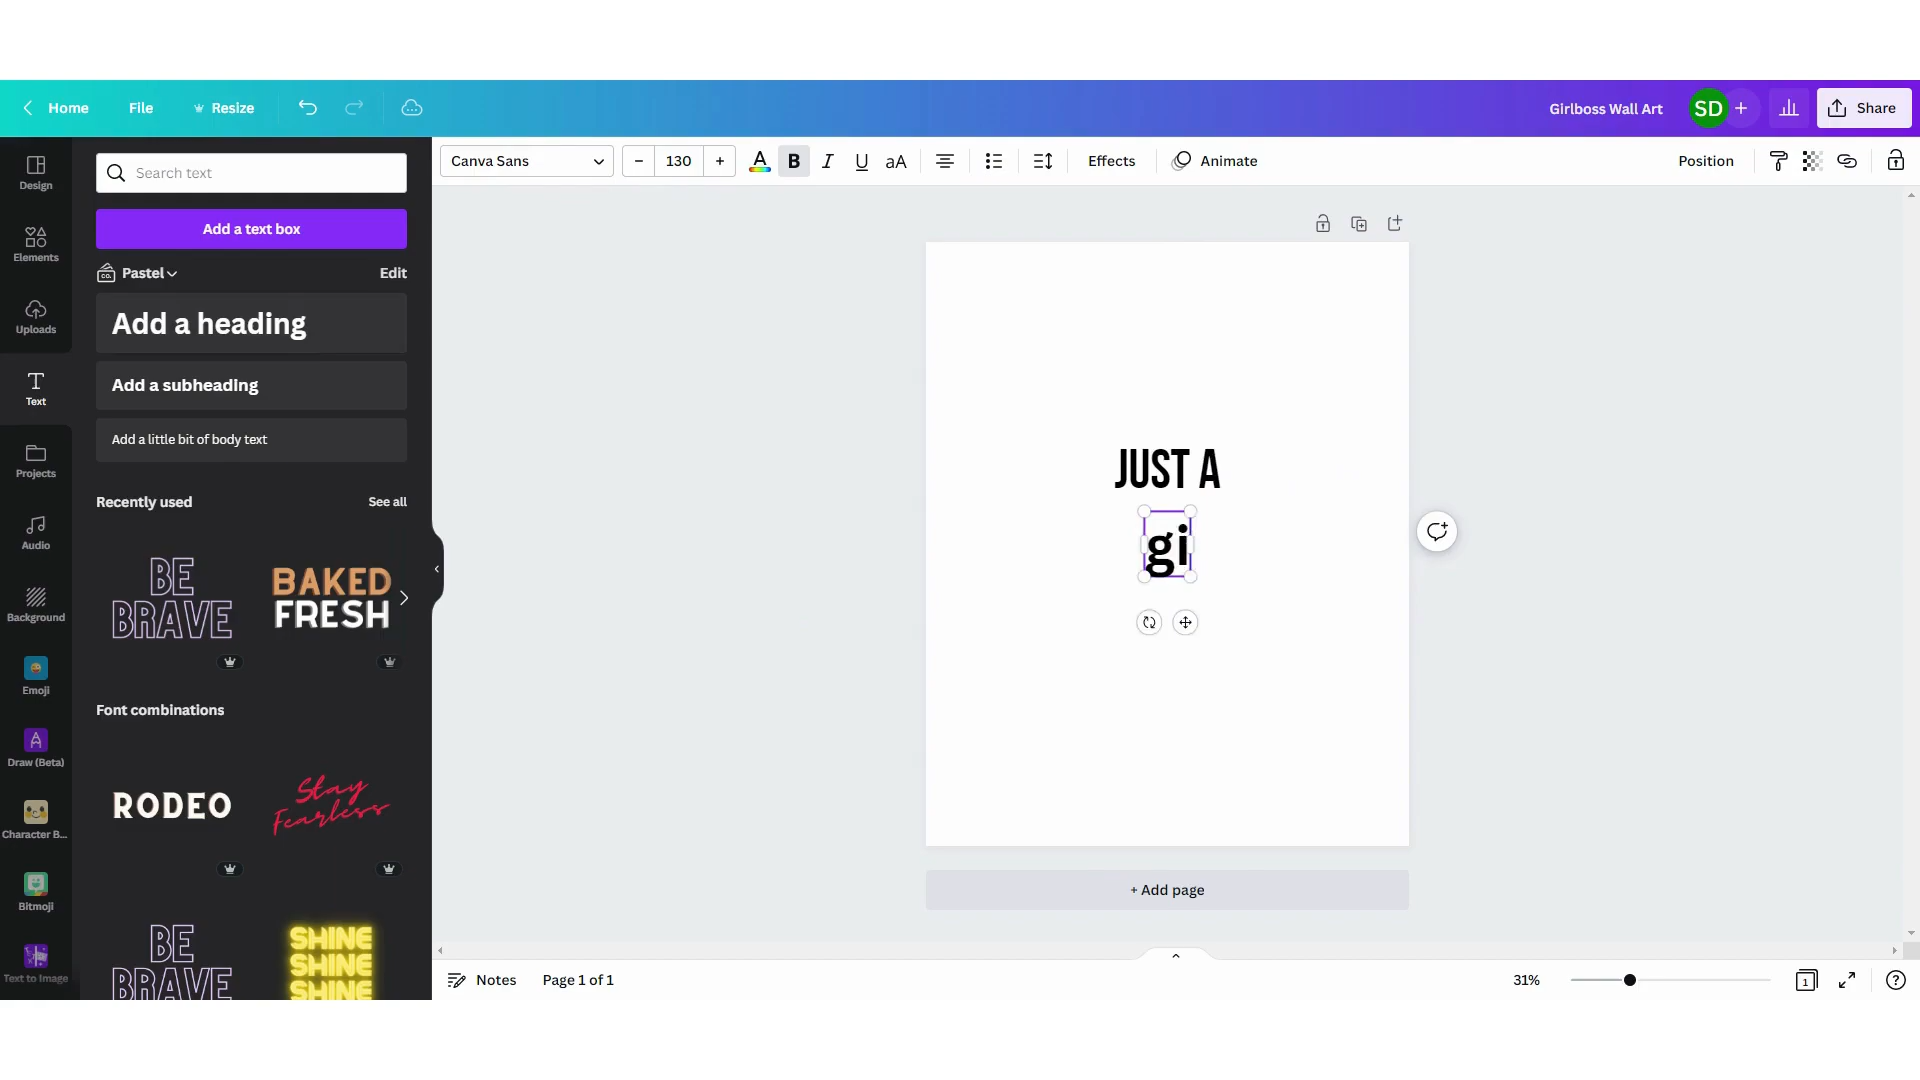 Home File Resize Girlboss Wall Art SD + Share
Design
Elements
Uploads
Text
Projects
Audio
Background
Emoji
Draw (Beta)
Character B...
Bitmoji
Text to Image
Search text
Add a text box
CO. Pastel Edit
Add a heading
Add a subheading
Add a little bit of body text
Recently used See all
BE
BRAVE
BAKED
FRESH
Font combinations
RODEO
Stay
Fearless
BE
BRAVE
SHINE
SHINE
SHINE
Canva Sans − 130 + A B I U aA Effects Animate Position
JUST A
gi
+ Add page
Notes Page 1 of 1 31% 1 ?